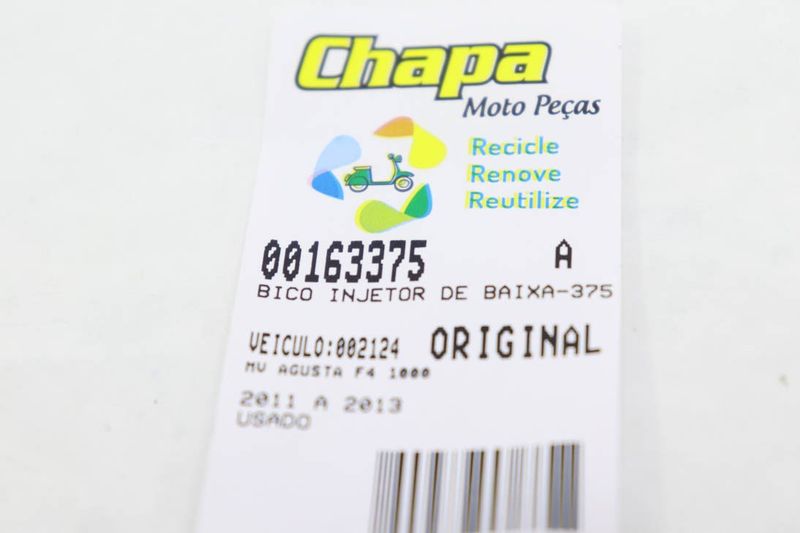 Chapa
Moto Peças
Recicle
Renove
Reutilize
00163375 A
BICO INJETOR DE BAIXA-375
VEICULO:002124 ORIGINAL
MV AGUSTA F4 1000
2011 A 2013
USADO